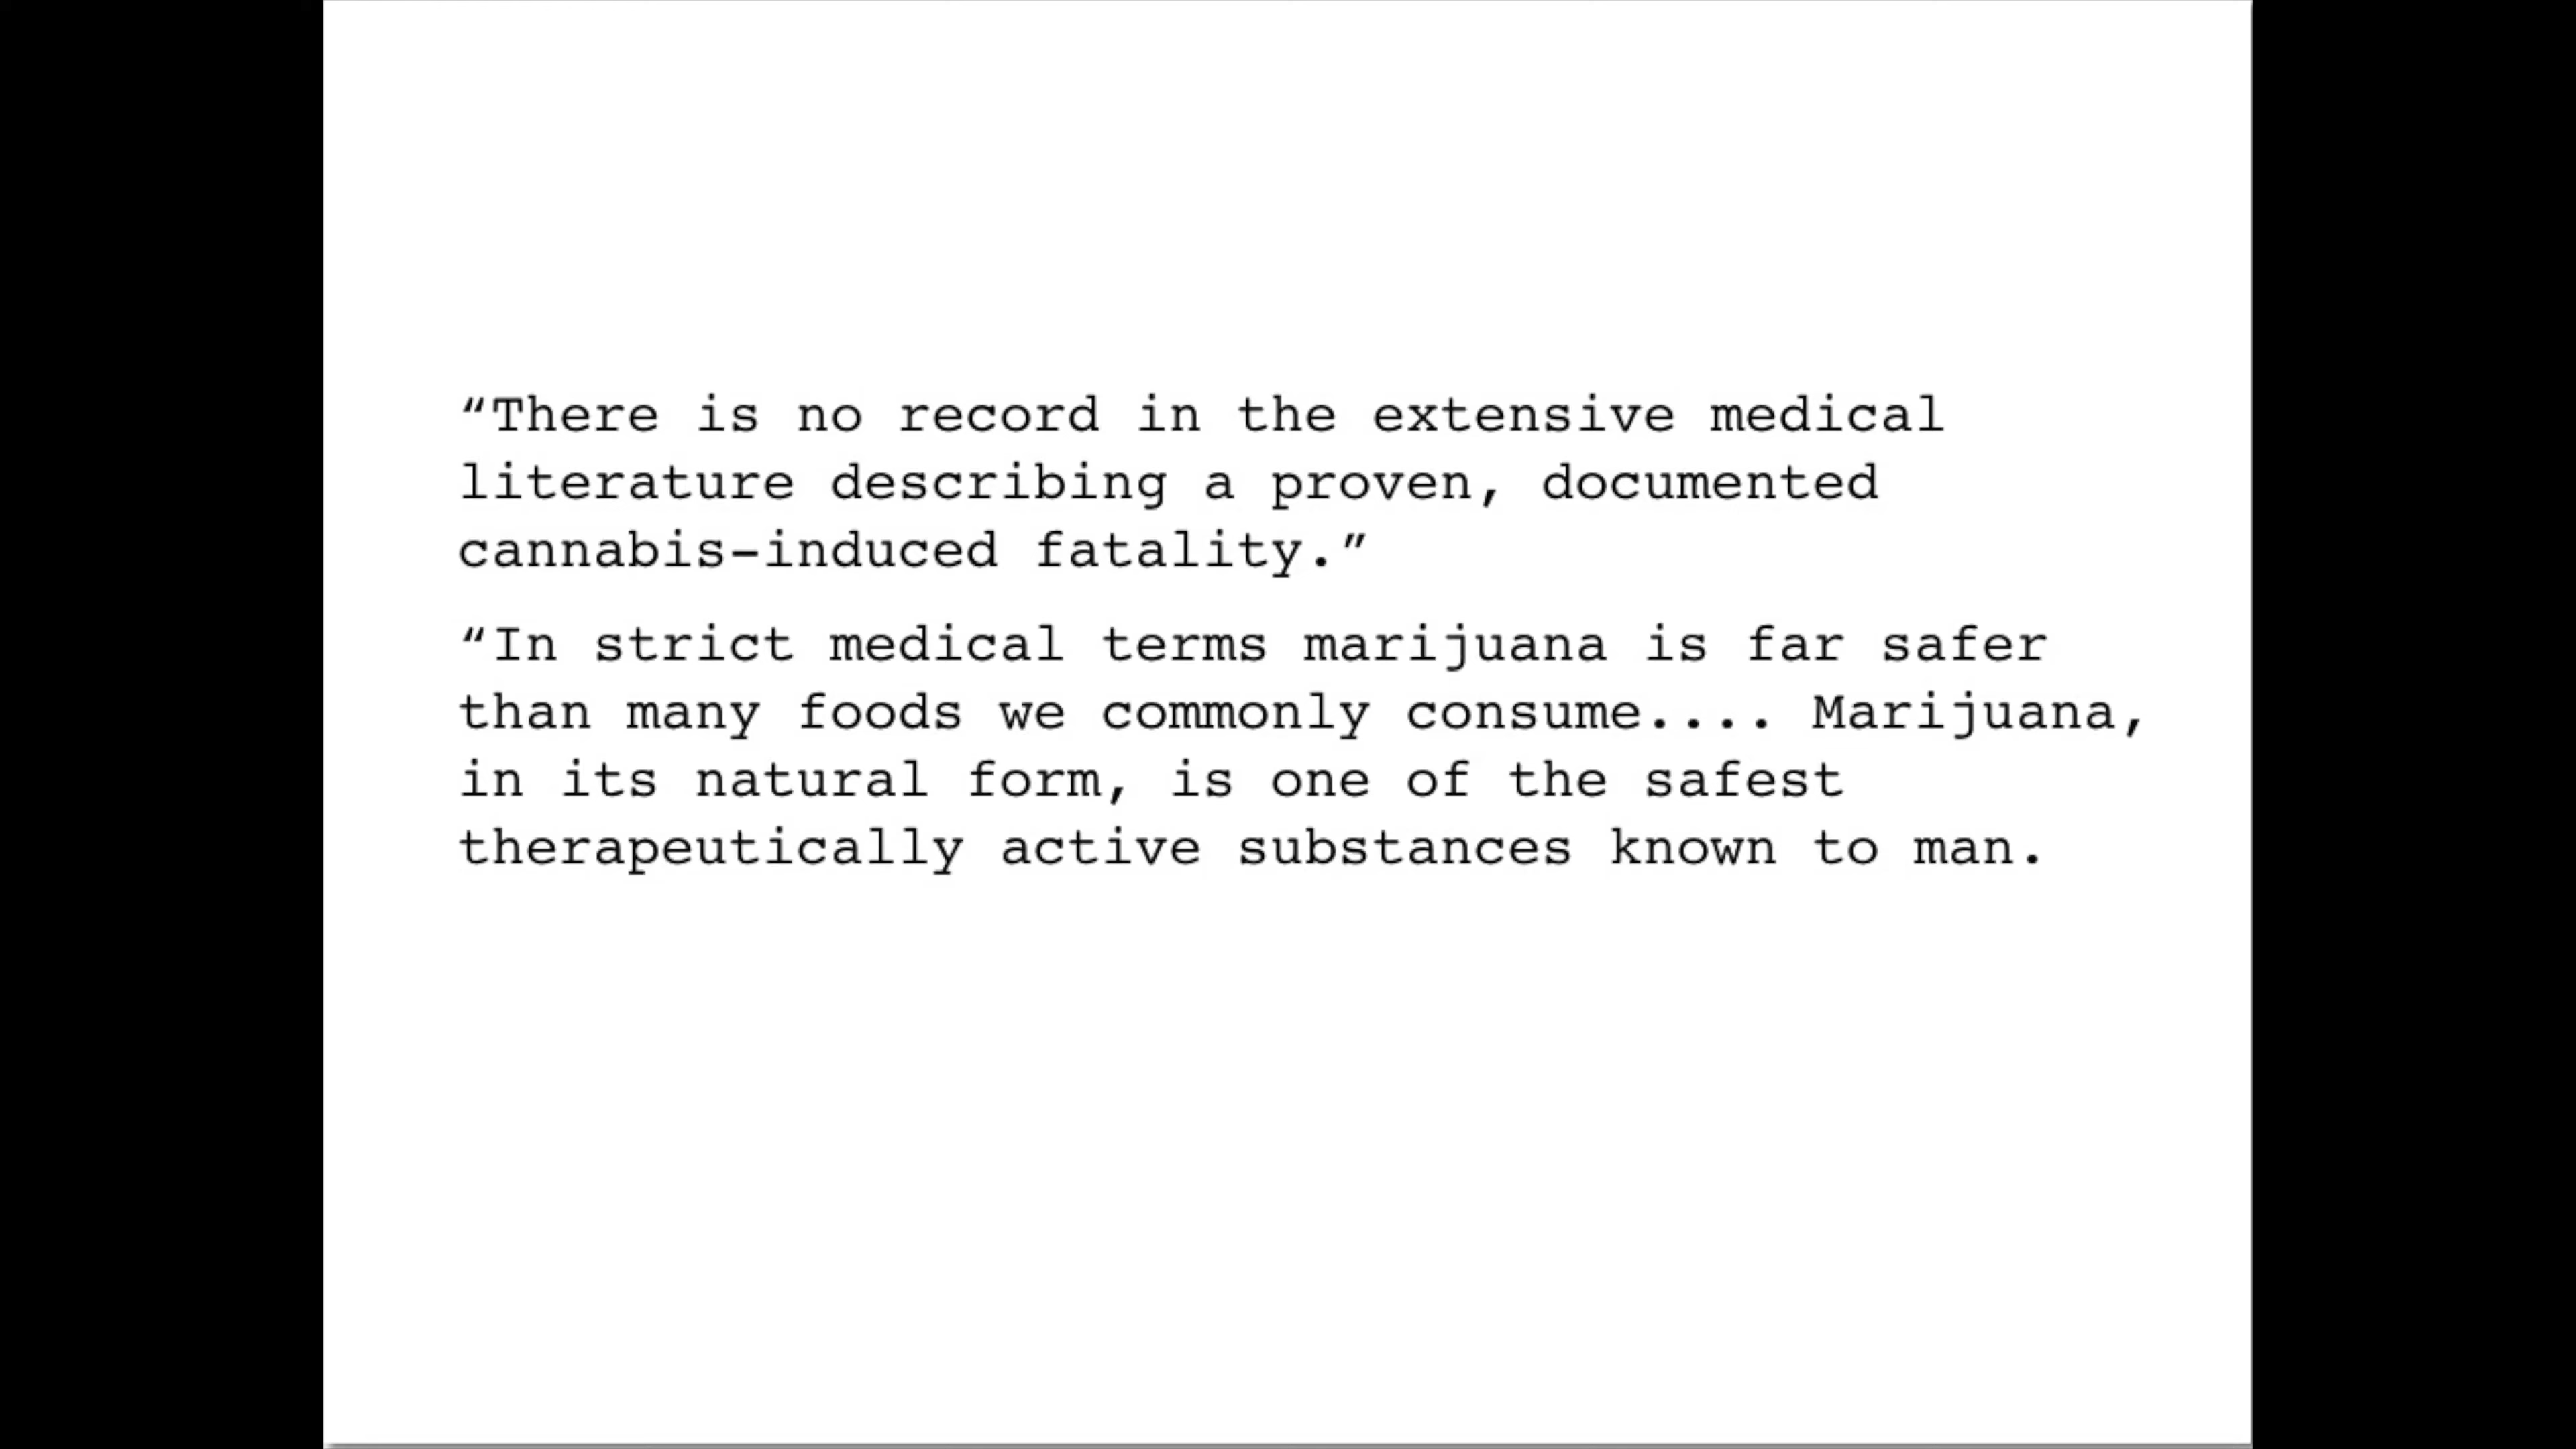 “There is no record in the extensive medical
literature describing a proven, documented
cannabis-induced fatality.”
“In strict medical terms marijuana is far safer
than many foods we commonly consume.... Marijuana,
in its natural form, is one of the safest
therapeutically active substances known to man.